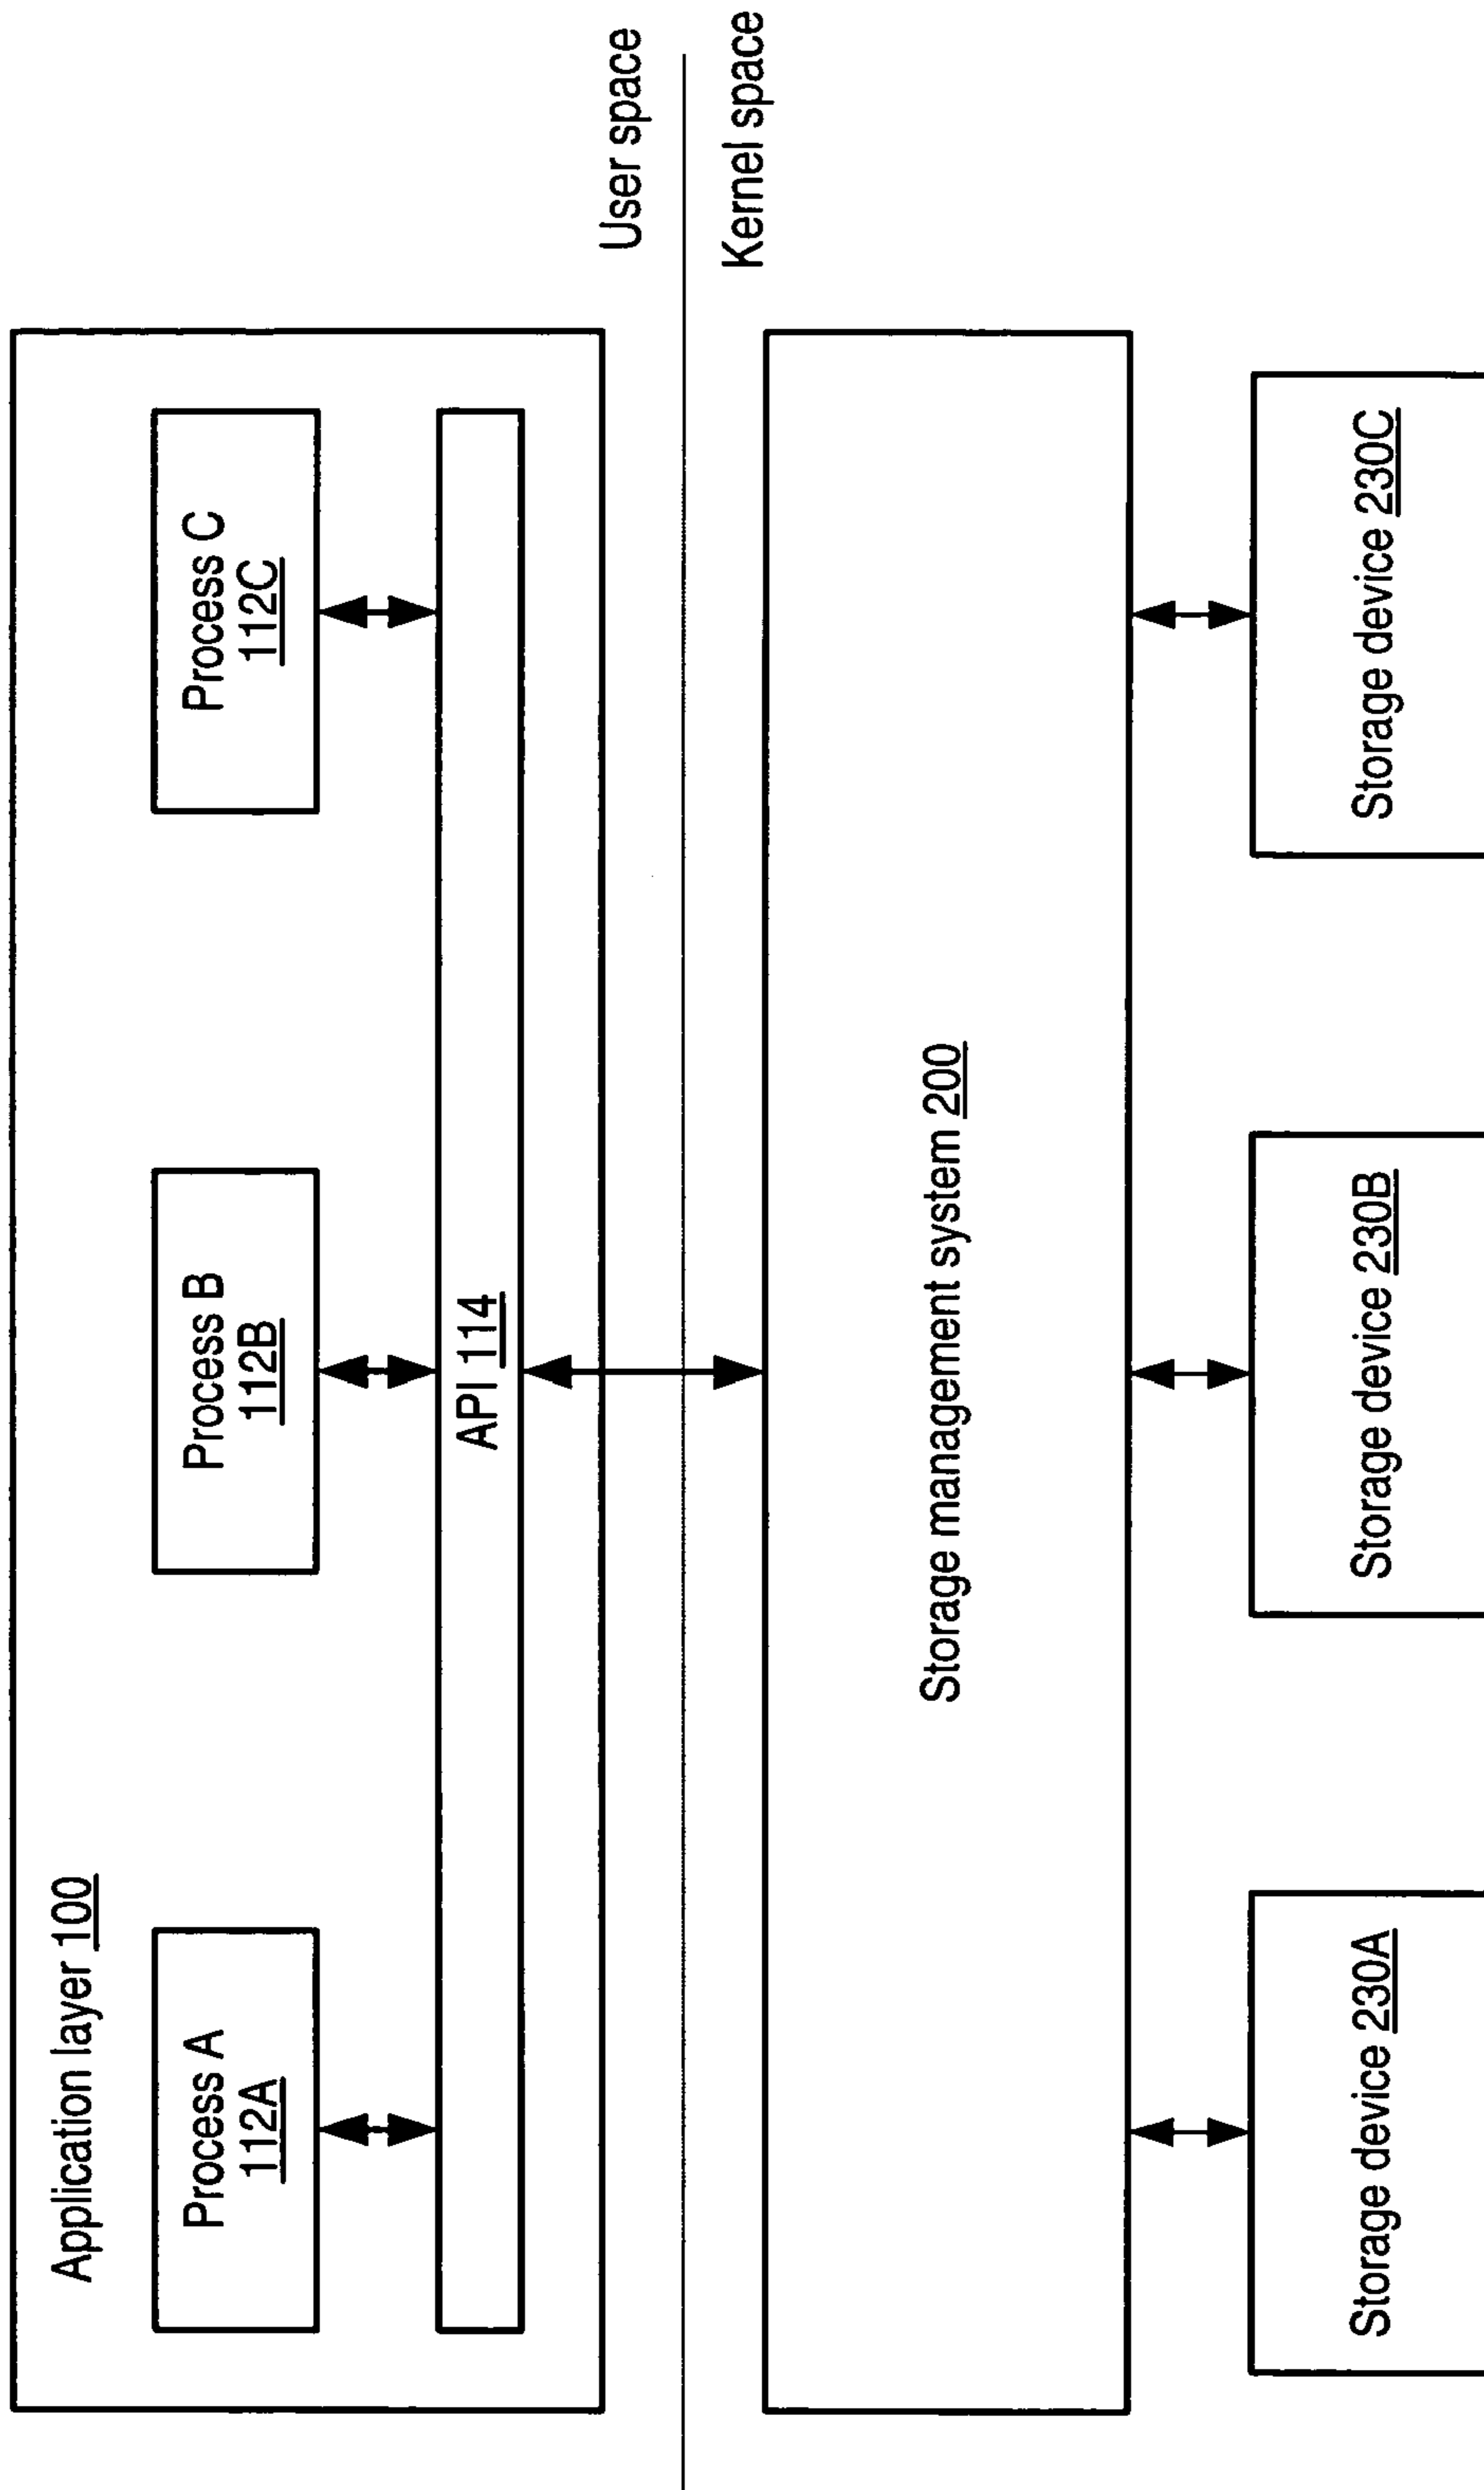 Application layer 100
Process A
112A
Process B
112B
Process C
112C
API 114
User space
Kernel space
Storage management system 200
Storage device 230A
Storage device 230B
Storage device 230C